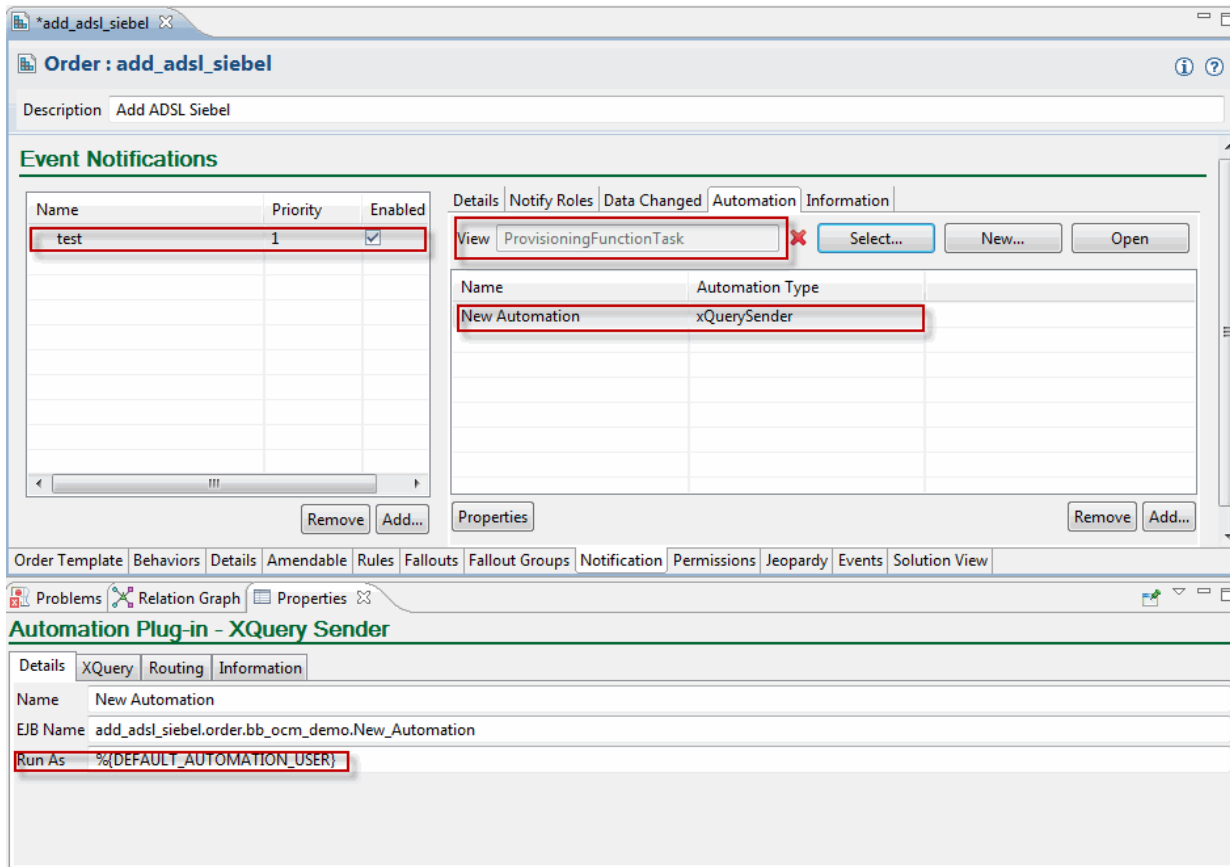 *add_adsl_siebel
Order : add_adsl_siebel
Description Add ADSL Siebel
Event Notifications
Name Priority Enabled
test 1
Details Notify Roles Data Changed Automation Information
View ProvisioningFunctionTask Select... New... Open
Name Automation Type
New Automation xQuerySender
Remove Add...
Properties Remove Add...
Order Template Behaviors Details Amendable Rules Fallouts Fallout Groups Notification Permissions Jeopardy Events Solution View
Problems Relation Graph Properties
Automation Plug-in - XQuery Sender
Details XQuery Routing Information
Name New Automation
EJB Name add_adsl_siebel.order.bb_ocm_demo.New_Automation
Run As %{DEFAULT_AUTOMATION_USER}